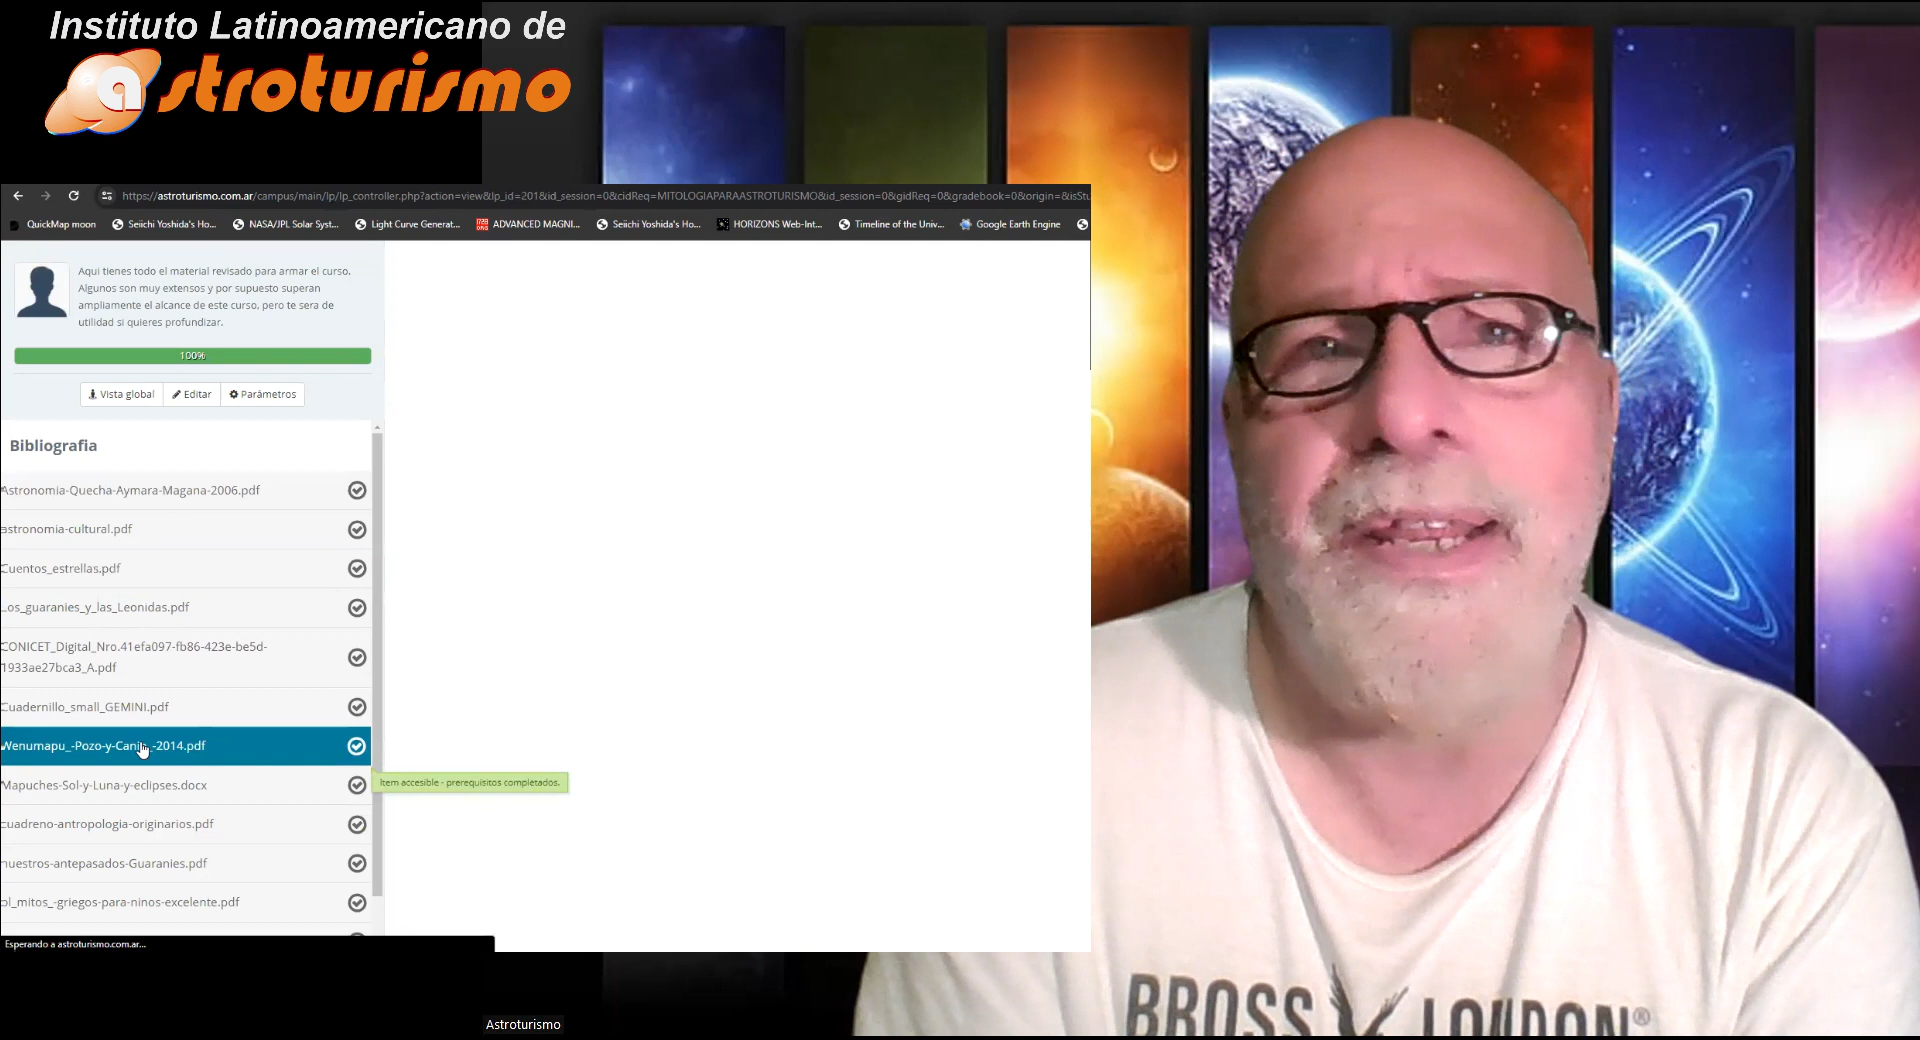 Instituto Latinoamericano de
astroturismo
https://astroturismo.com.ar/campus/main/lp/lp_controller.php?action=view&lp_id=201&id_session=0&cidReq=MITOLOGIAPARAASTROTURISMO&id_session=0&gidReq=0&gradebook=0&origin=&isStu
QuickMap moon Seiichi Yoshida's Ho... NASA/JPL Solar Syst... Light Curve Generat... ADVANCED MAGNI... Seiichi Yoshida's Ho... HORIZONS Web-Int... Timeline of the Univ... Google Earth Engine
Aqui tienes todo el material revisado para armar el curso.
Algunos son muy extensos y por supuesto superan
ampliamente el alcance de este curso, pero te sera de
utilidad si quieres profundizar.
100%
Vista global Editar Parámetros
Bibliografia
Astronomia-Quecha-Aymara-Magana-2006.pdf
astronomia-cultural.pdf
Cuentos_estrellas.pdf
Los_guaranies_y_las_Leonidas.pdf
CONICET_Digital_Nro.41efa097-fb86-423e-be5d-
1933ae27bca3_A.pdf
Cuadernillo_small_GEMINI.pdf
Wenumapu_-Pozo-y-Cani -2014.pdf
Mapuches-Sol-y-Luna-y-eclipses.docx
Item accesible - prerequisitos completados.
cuadreno-antropologia-originarios.pdf
nuestros-antepasados-Guaranies.pdf
ol_mitos_-griegos-para-ninos-excelente.pdf
Esperando a astroturismo.com.ar...
Astroturismo
BROSS LONDON®